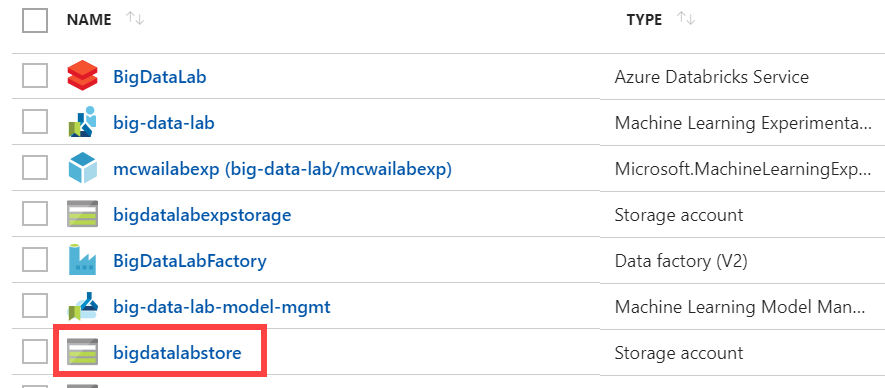 NAME TYPE
BigDataLab Azure Databricks Service
big-data-lab Machine Learning Experimenta...
mcwailabexp (big-data-lab/mcwailabexp) Microsoft.MachineLearningExp...
bigdatalabexpstorage Storage account
BigDataLabFactory Data factory (V2)
big-data-lab-model-mgmt Machine Learning Model Man...
bigdatalabstore Storage account